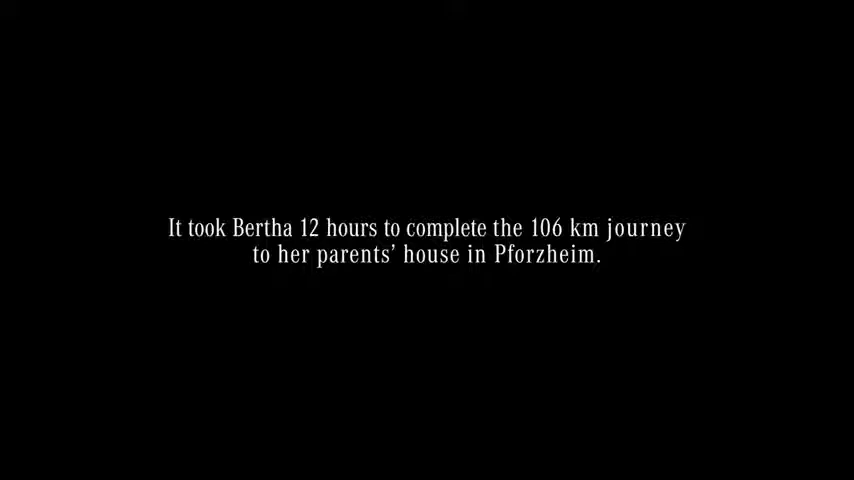 It took Bertha 12 hours to complete the 106 km journey
to her parents’ house in Pforzheim.